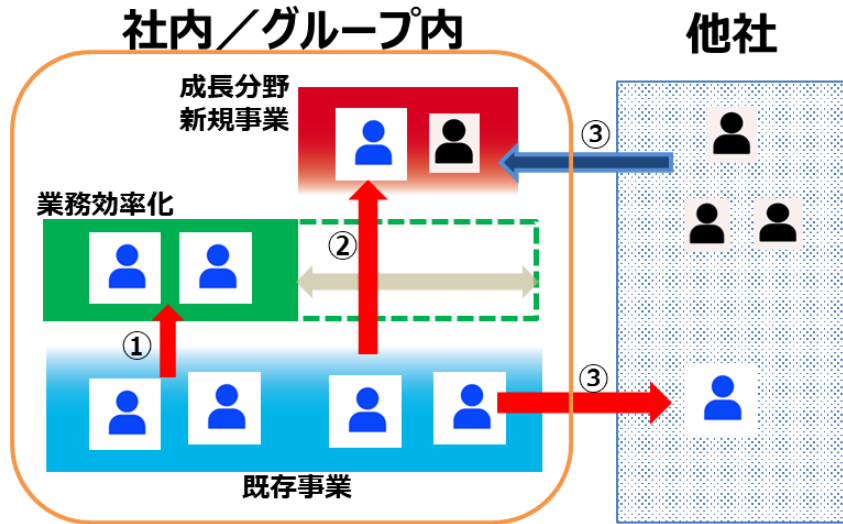 社内／グループ内
他社
成長分野
新規事業
③
業務効率化
②
①
③
既存事業